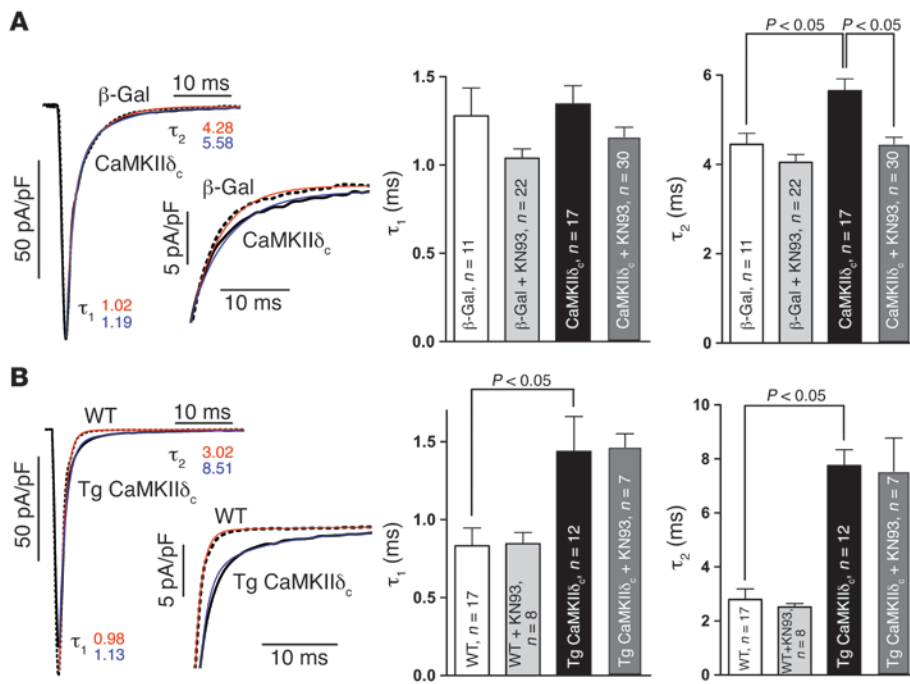 A
10 ms
β-Gal
τ2 4.28
5.58
CaMKIIδc
50 pA/pF
β-Gal
5 pA/pF
CaMKIIδc
10 ms
τ1 1.02
1.19
τ1 (ms)
1.5
1.0
0.5
0.0
β-Gal, n = 11
β-Gal + KN93, n = 22
CaMKIIδc, n = 17
CaMKIIδc + KN93, n = 30
P < 0.05
P < 0.05
τ2 (ms)
6
4
2
0
β-Gal, n = 11
β-Gal + KN93, n = 22
CaMKIIδc, n = 17
CaMKIIδc + KN93, n = 30
B
WT
10 ms
τ2 3.02
8.51
50 pA/pF
Tg CaMKIIδc
WT
5 pA/pF
Tg CaMKIIδc
10 ms
τ1 0.98
1.13
P < 0.05
τ1 (ms)
1.5
1.0
0.5
0.0
WT, n = 17
WT + KN93,
n = 8
Tg CaMKIIδc, n = 12
Tg CaMKIIδc + KN93, n = 7
P < 0.05
τ2 (ms)
10
8
6
4
2
0
WT, n = 17
WT+KN93,
n = 8
Tg CaMKIIδc, n = 12
Tg CaMKIIδc + KN93, n = 7